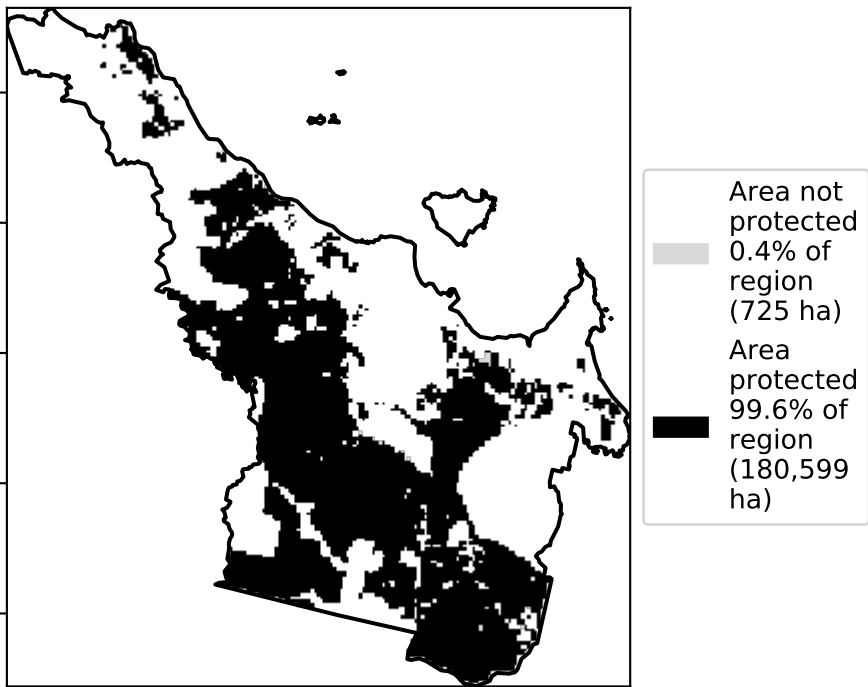 Area not
protected
0.4% of
region
(725 ha)
Area
protected
99.6% of
region
(180,599
ha)